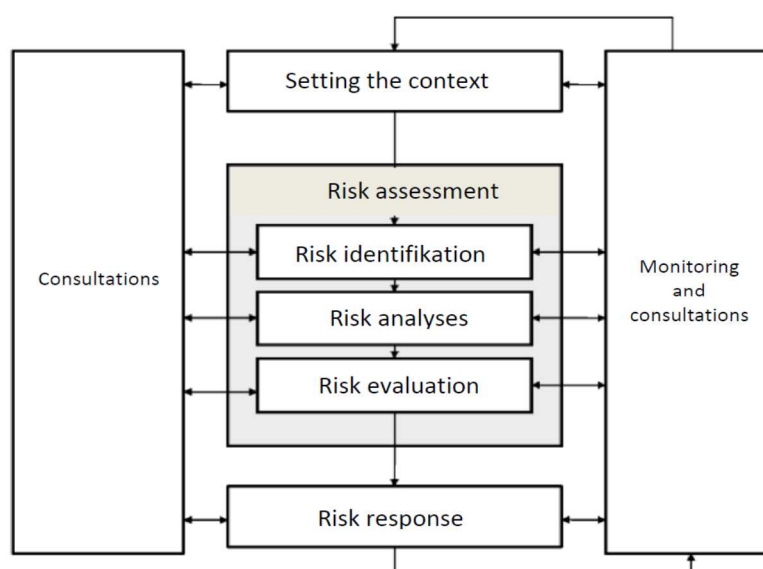 Setting the context
Risk assessment
Risk identifikation
Risk analyses
Risk evaluation
Risk response
Consultations
Monitoring
and
consultations